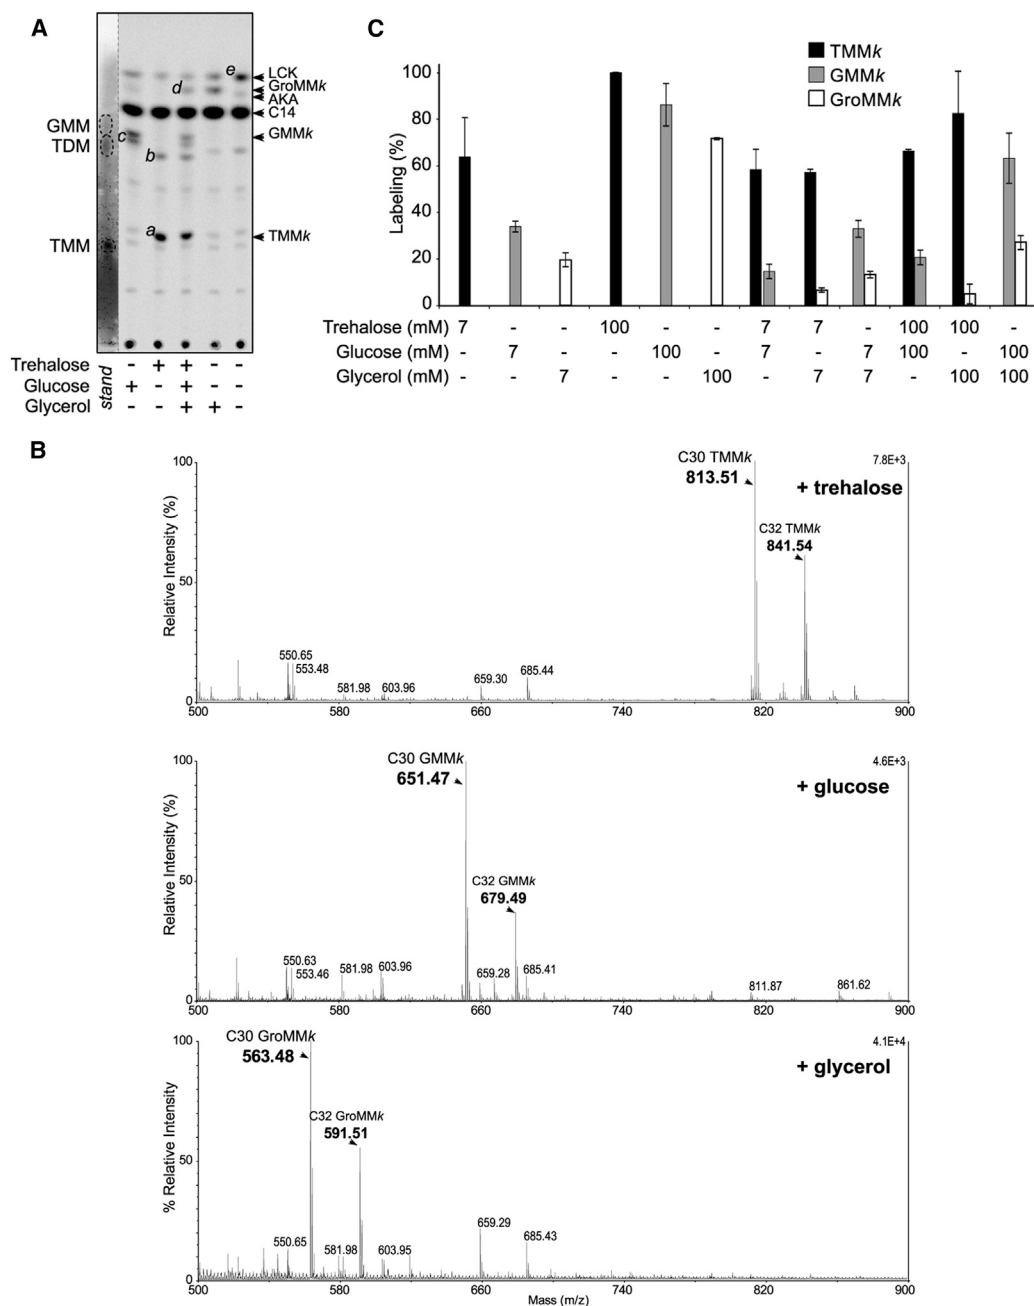 A
GMM
TDM
TMM
a
b
c
d
e
LCK
GroMMk
AKA
C14
GMMk
TMMk
stand
Trehalose - + + - -
Glucose + - + - -
Glycerol - - + + -
C
TMMk
GMMk
GroMMk
Labeling (%)
100
80
60
40
20
0
Trehalose (mM) 7 - - 100 - - 7 7 - 100 100 -
Glucose (mM) - 7 - - 100 - 7 - 7 100 - 100
Glycerol (mM) - - 7 - - 100 - 7 7 - 100 100
B
Relative Intensity (%)
100
50
0
C30 TMMk
813.51
C32 TMMk
841.54
7.8E+3
+ trehalose
550.65
553.48
581.98
603.96
659.30
685.44
500 580 660 740 820 900
Relative Intensity (%)
100
50
0
C30 GMMk
651.47
C32 GMMk
679.49
4.6E+3
+ glucose
550.63
553.46
581.98
603.96
659.28
685.41
811.87
861.62
500 580 660 740 820 900
% Relative Intensity
100
50
0
C30 GroMMk
563.48
C32 GroMMk
591.51
4.1E+4
+ glycerol
550.65
581.98
603.95
659.29
685.43
500 580 660 740 820 900
Mass (m/z)